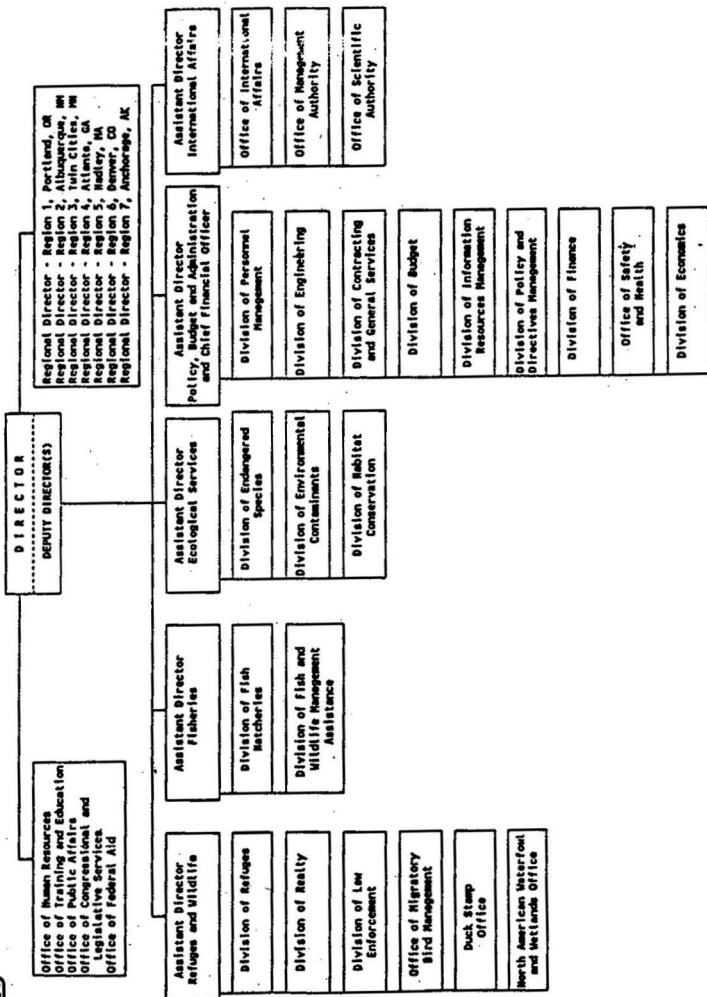 DIRECTOR
DEPUTY DIRECTOR(S)
Office of Human Resources
Office of Training and Education
Office of Public Affairs
Office of Congressional and
Legislative Services
Office of Federal Aid
Regional Director - Region 1, Portland, OR
Regional Director - Region 2, Albuquerque, NM
Regional Director - Region 3, Twin Cities, MN
Regional Director - Region 4, Atlanta, GA
Regional Director - Region 5, Hadley, MA
Regional Director - Region 6, Denver, CO
Regional Director - Region 7, Anchorage, AK
Assistant Director
Refuges and Wildlife
Division of Refuges
Division of Realty
Division of Law
Enforcement
Office of Migratory
Bird Management
Duck Stamp
Office
North American Waterfowl
and Wetlands Office
Assistant Director
Fisheries
Division of Fish
Hatcheries
Division of Fish and
Wildlife Management
Assistance
Assistant Director
Ecological Services
Division of Endangered
Species
Division of Environmental
Contaminants
Division of Habitat
Conservation
Assistant Director
Policy, Budget and Administration
and Chief Financial Officer
Division of Personnel
Management
Division of Engineering
Division of Contracting
and General Services
Division of Budget
Division of Information
Resources Management
Division of Policy and
Directives Management
Division of Finance
Office of Safety
and Health
Division of Economics
Assistant Director
International Affairs
Office of International
Affairs
Office of Management
Authority
Office of Scientific
Authority